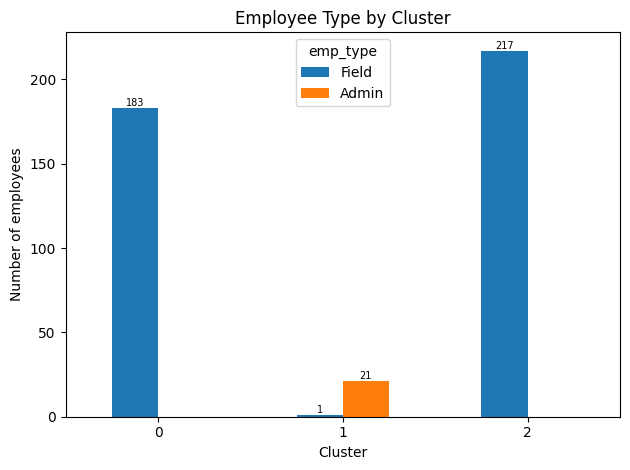 Employee Type by Cluster
emp_type
Field
Admin
183
1
21
217
Number of employees
200
150
100
50
0
0
1
2
Cluster